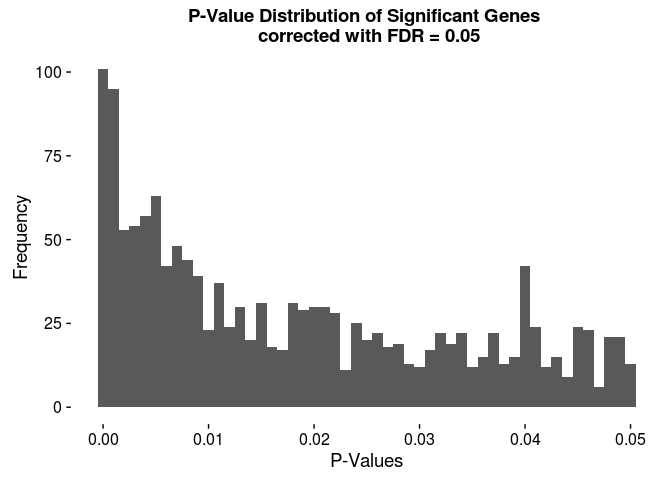 P-Value Distribution of Significant Genes
corrected with FDR = 0.05
100
75
50
25
0
Frequency
0.00 0.01 0.02 0.03 0.04 0.05
P-Values